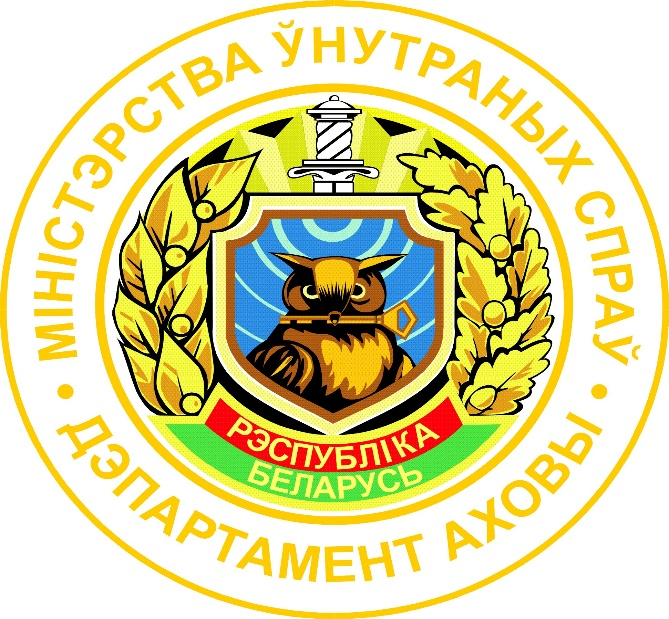 МІНІСТЭРСТВА ЎНУТРАНЫХ СПРАЎ
• ДЭПАРТАМЕНТ АХОВЫ •
РЭСПУБЛІКА
БЕЛАРУСЬ